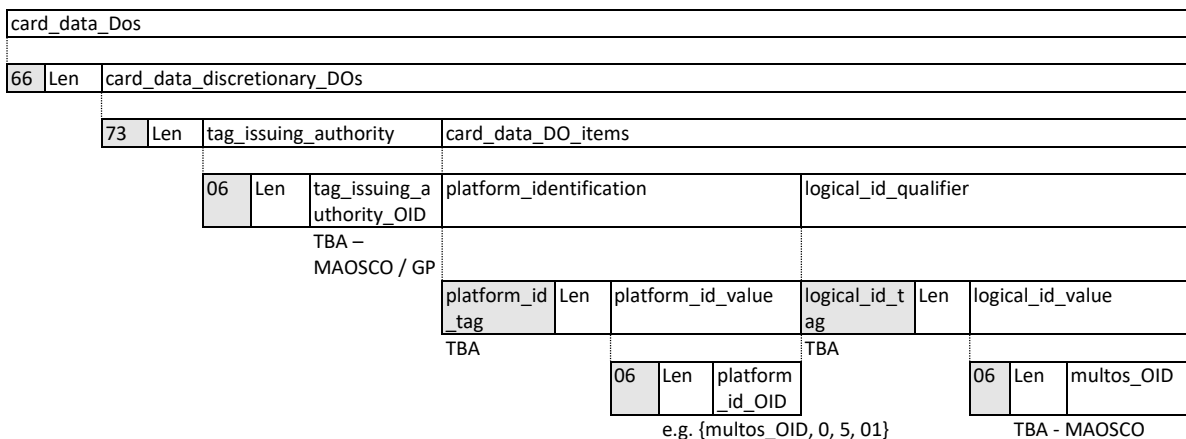 card_data_Dos
66 Len card_data_discretionary_DOs
73 Len tag_issuing_authority card_data_DO_items
06 Len tag_issuing_a platform_identification logical_id_qualifier
uthority_OID
TBA –
MAOSCO / GP
platform_id Len platform_id_value logical_id_t Len logical_id_value
_tag ag
TBA TBA
06 Len platform 06 Len multos_OID
_id_OID
e.g. {multos_OID, 0, 5, 01} TBA - MAOSCO